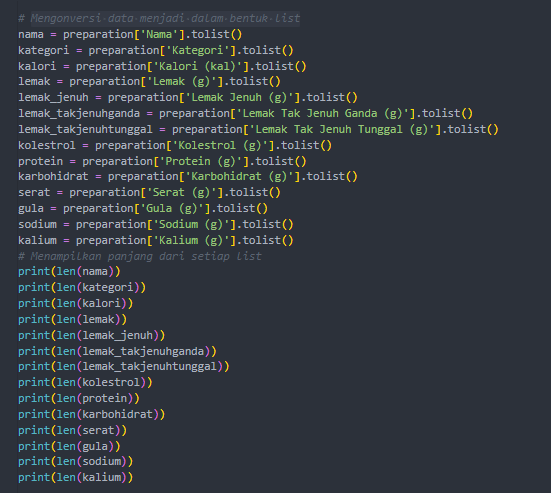 # Mengonversi data menjadi dalam bentuk list
nama = preparation['Nama'].tolist()
kategori = preparation['Kategori'].tolist()
kalori = preparation['Kalori (kal)'].tolist()
lemak = preparation['Lemak (g)'].tolist()
lemak_jenuh = preparation['Lemak Jenuh (g)'].tolist()
lemak_takjenuhganda = preparation['Lemak Tak Jenuh Ganda (g)'].tolist()
lemak_takjenuhtunggal = preparation['Lemak Tak Jenuh Tunggal (g)'].tolist()
kolestrol = preparation['Kolestrol (g)'].tolist()
protein = preparation['Protein (g)'].tolist()
karbohidrat = preparation['Karbohidrat (g)'].tolist()
serat = preparation['Serat (g)'].tolist()
gula = preparation['Gula (g)'].tolist()
sodium = preparation['Sodium (g)'].tolist()
kalium = preparation['Kalium (g)'].tolist()
# Menampilkan panjang dari setiap list
print(len(nama))
print(len(kategori))
print(len(kalori))
print(len(lemak))
print(len(lemak_jenuh))
print(len(lemak_takjenuhganda))
print(len(lemak_takjenuhtunggal))
print(len(kolestrol))
print(len(protein))
print(len(karbohidrat))
print(len(serat))
print(len(gula))
print(len(sodium))
print(len(kalium))